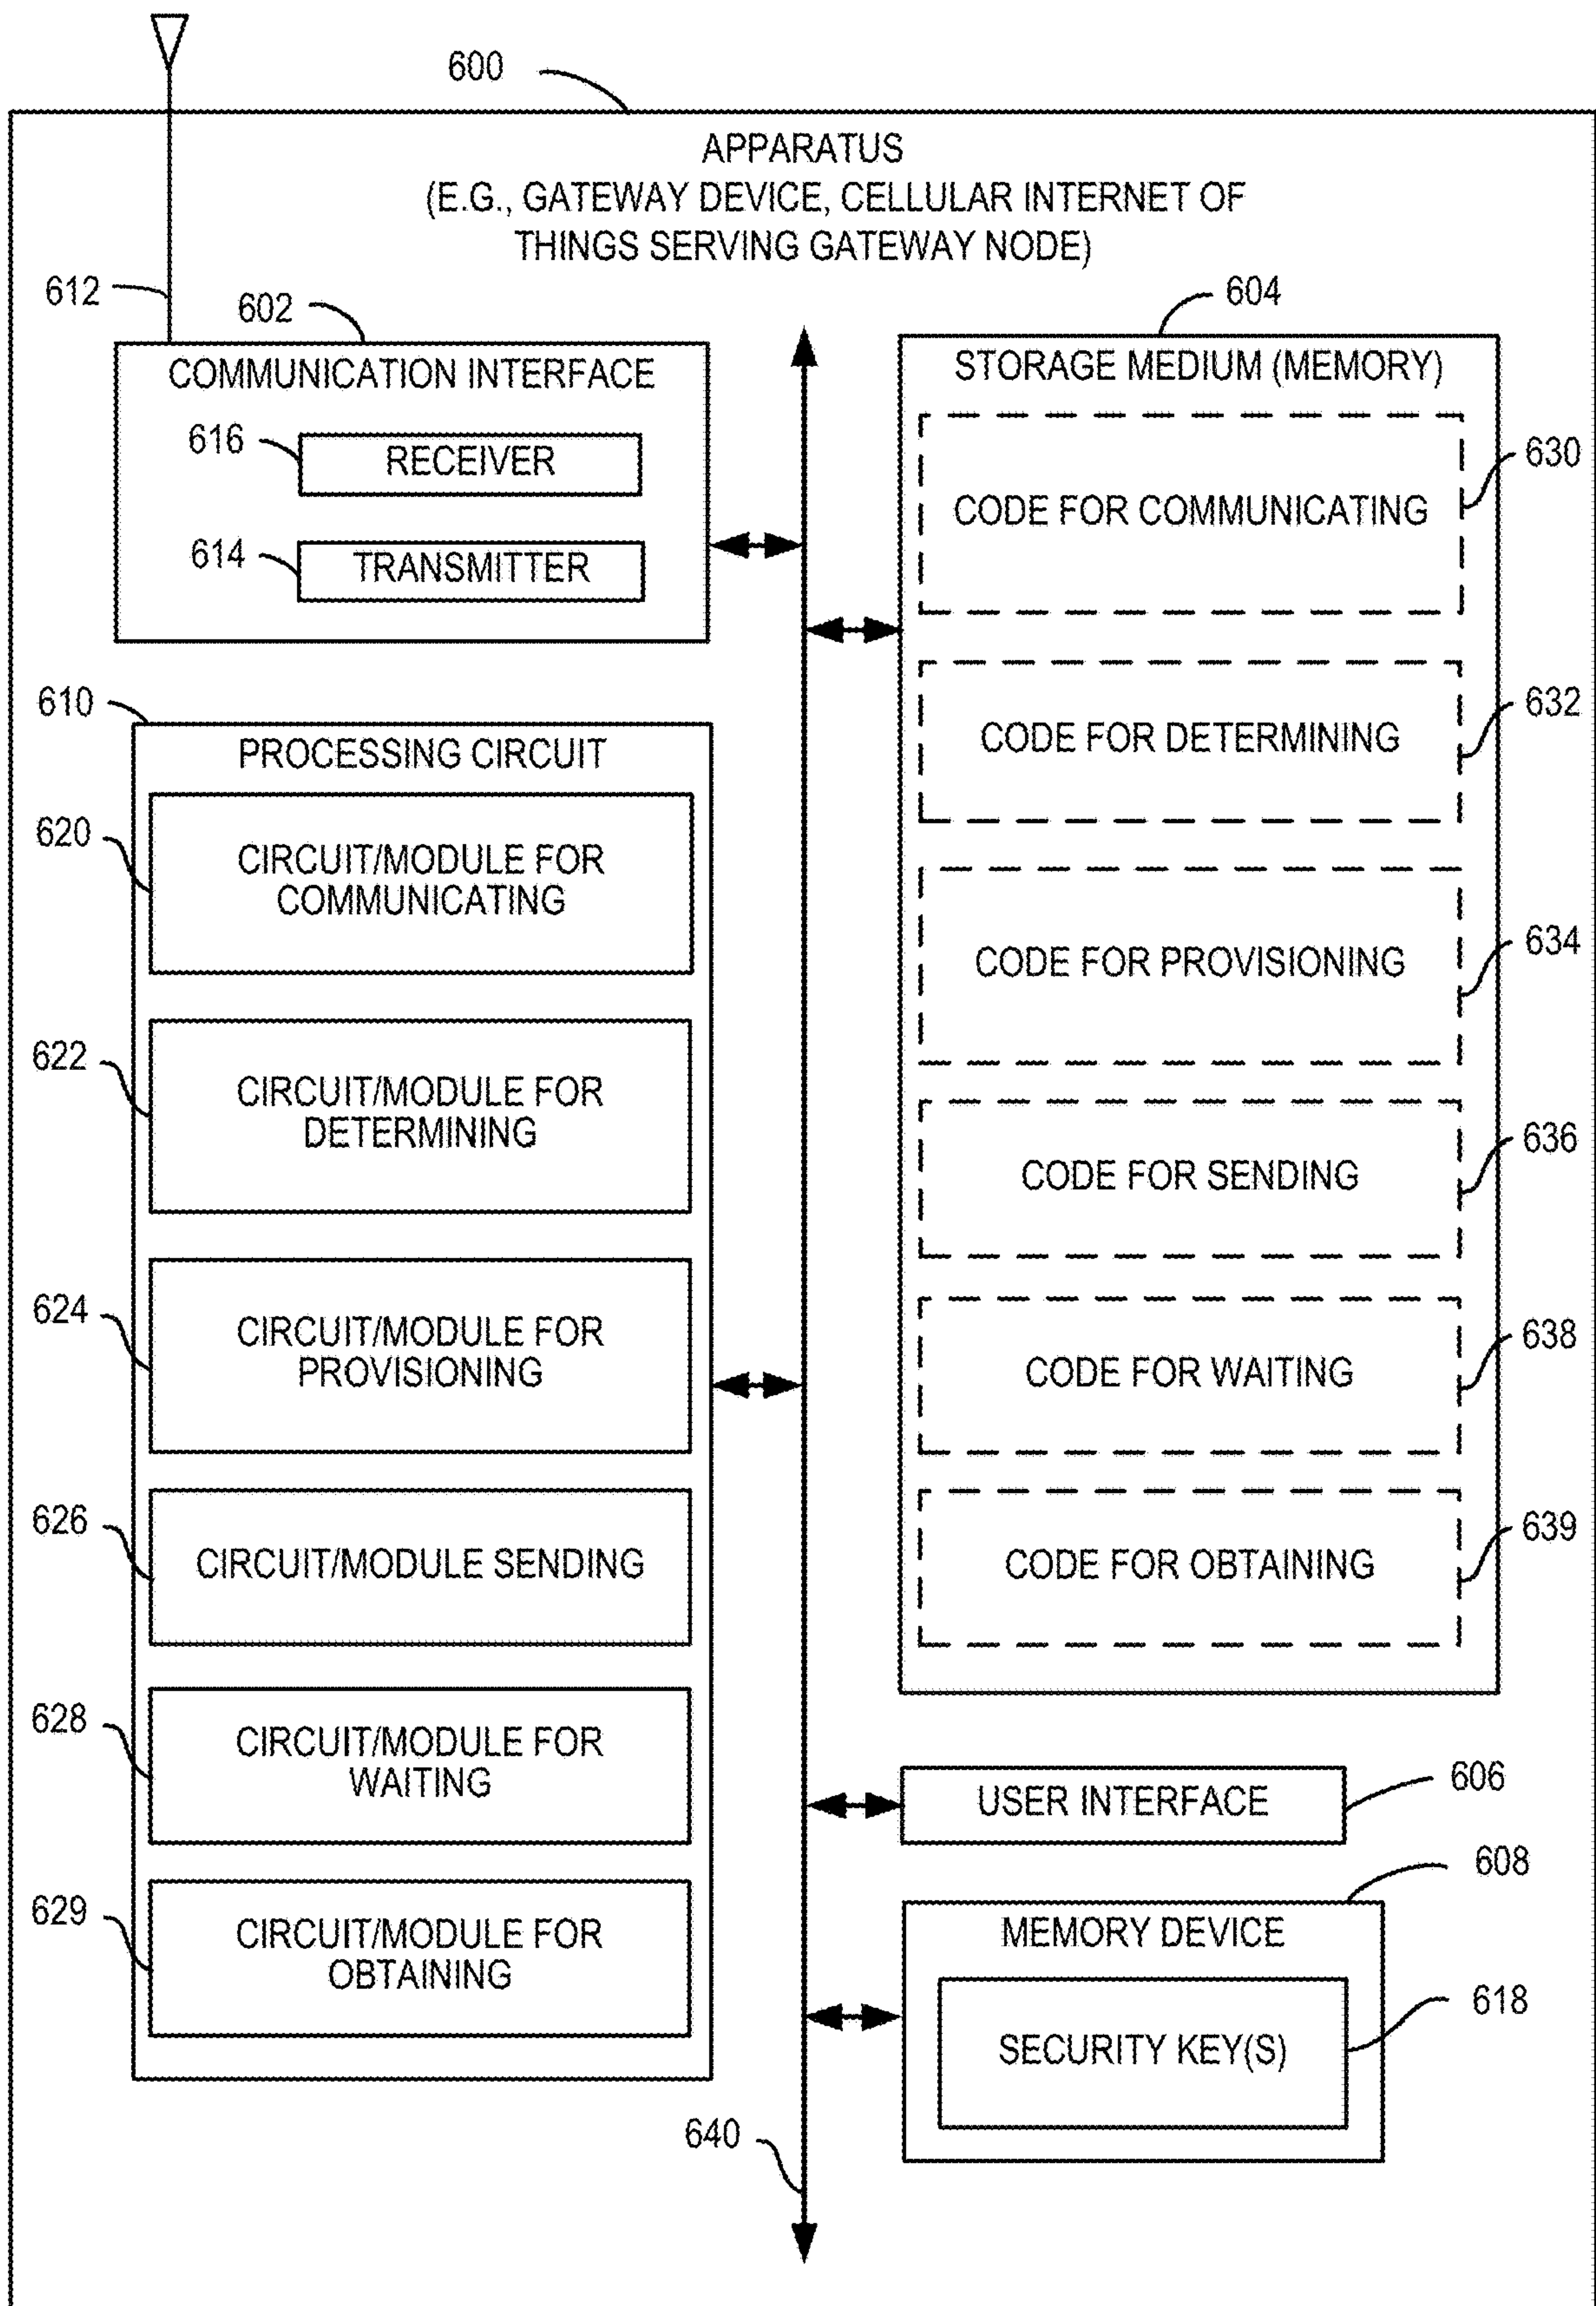 600
APPARATUS
(E.G., GATEWAY DEVICE, CELLULAR INTERNET OF
THINGS SERVING GATEWAY NODE)
612
602
COMMUNICATION INTERFACE
616
RECEIVER
614
TRANSMITTER
604
STORAGE MEDIUM (MEMORY)
630
CODE FOR COMMUNICATING
632
CODE FOR DETERMINING
634
CODE FOR PROVISIONING
636
CODE FOR SENDING
638
CODE FOR WAITING
639
CODE FOR OBTAINING
610
PROCESSING CIRCUIT
620
CIRCUIT/MODULE FOR
COMMUNICATING
622
CIRCUIT/MODULE FOR
DETERMINING
624
CIRCUIT/MODULE FOR
PROVISIONING
626
CIRCUIT/MODULE SENDING
628
CIRCUIT/MODULE FOR
WAITING
629
CIRCUIT/MODULE FOR
OBTAINING
606
USER INTERFACE
608
MEMORY DEVICE
618
SECURITY KEY(S)
640